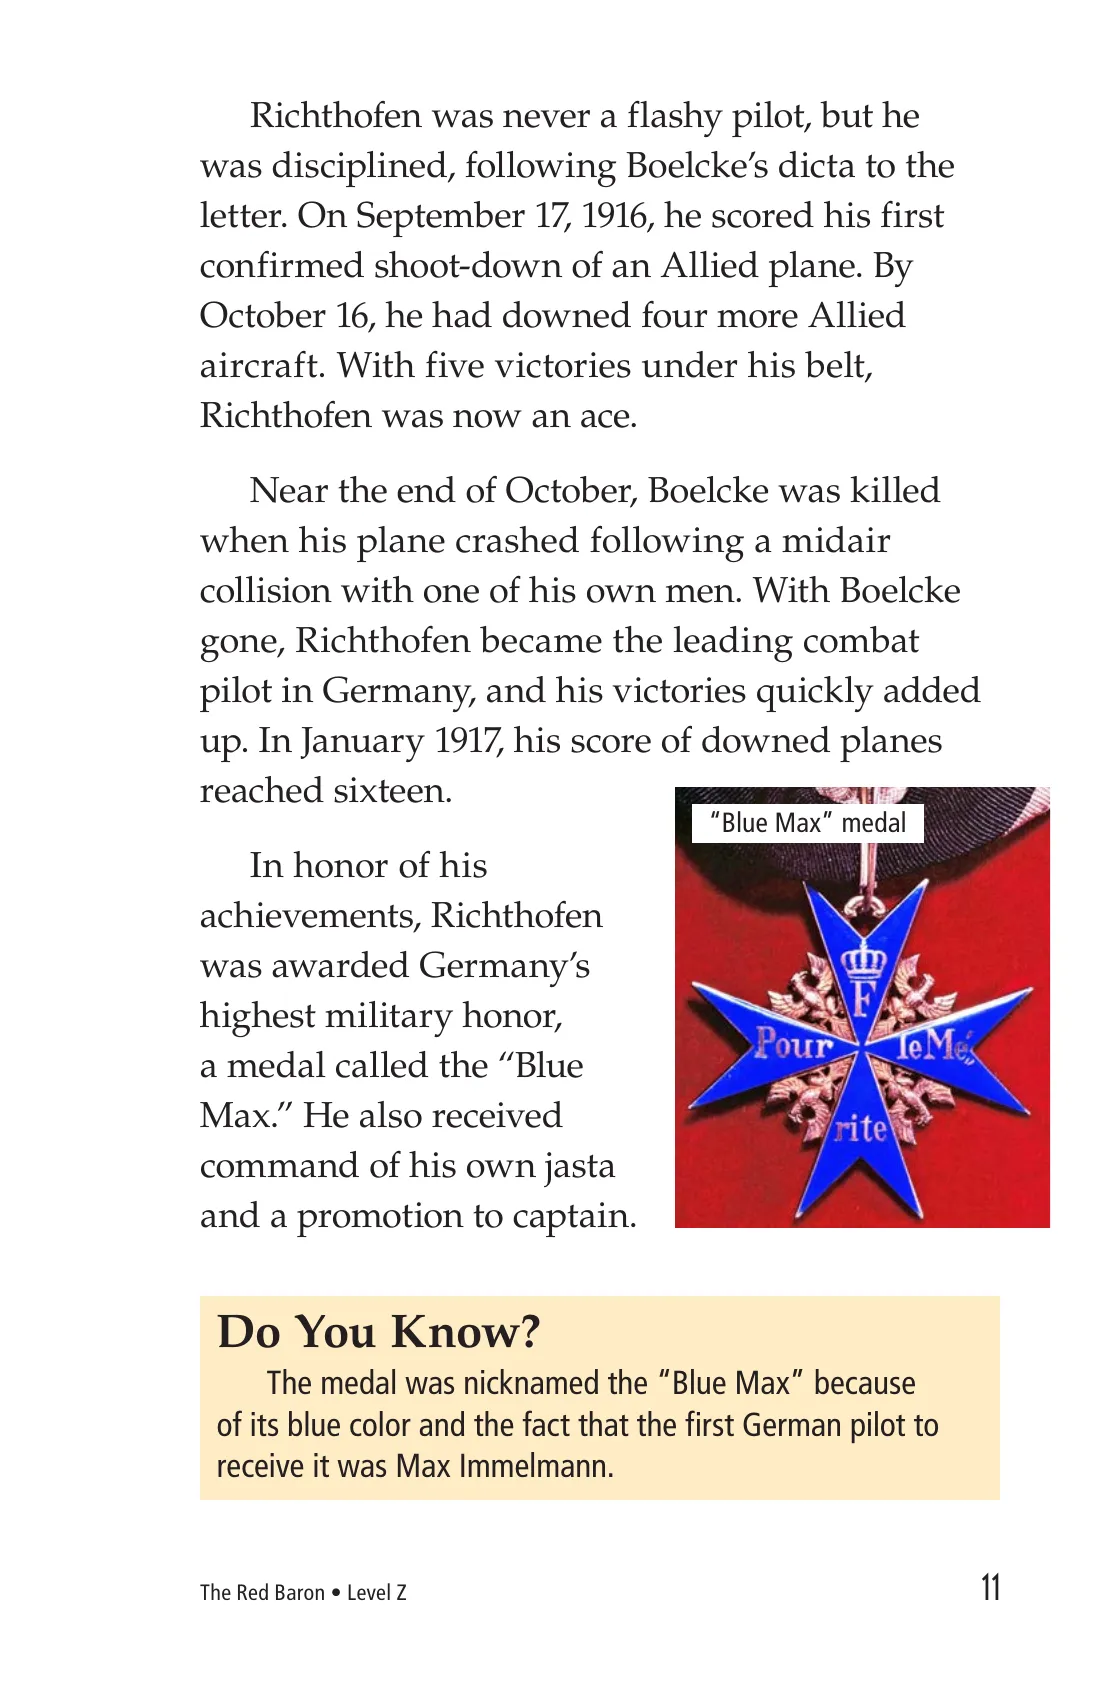 Richthofen was never a flashy pilot, but he
was disciplined, following Boelcke’s dicta to the
letter. On September 17, 1916, he scored his first
confirmed shoot-down of an Allied plane. By
October 16, he had downed four more Allied
aircraft. With five victories under his belt,
Richthofen was now an ace.
Near the end of October, Boelcke was killed
when his plane crashed following a midair
collision with one of his own men. With Boelcke
gone, Richthofen became the leading combat
pilot in Germany, and his victories quickly added
up. In January 1917, his score of downed planes
reached sixteen.
In honor of his
achievements, Richthofen
was awarded Germany’s
highest military honor,
a medal called the “Blue
Max.” He also received
command of his own jasta
and a promotion to captain.
“Blue Max” medal
F
Pour le Mé
rite
Do You Know?
The medal was nicknamed the “Blue Max” because
of its blue color and the fact that the first German pilot to
receive it was Max Immelmann.
The Red Baron • Level Z
11